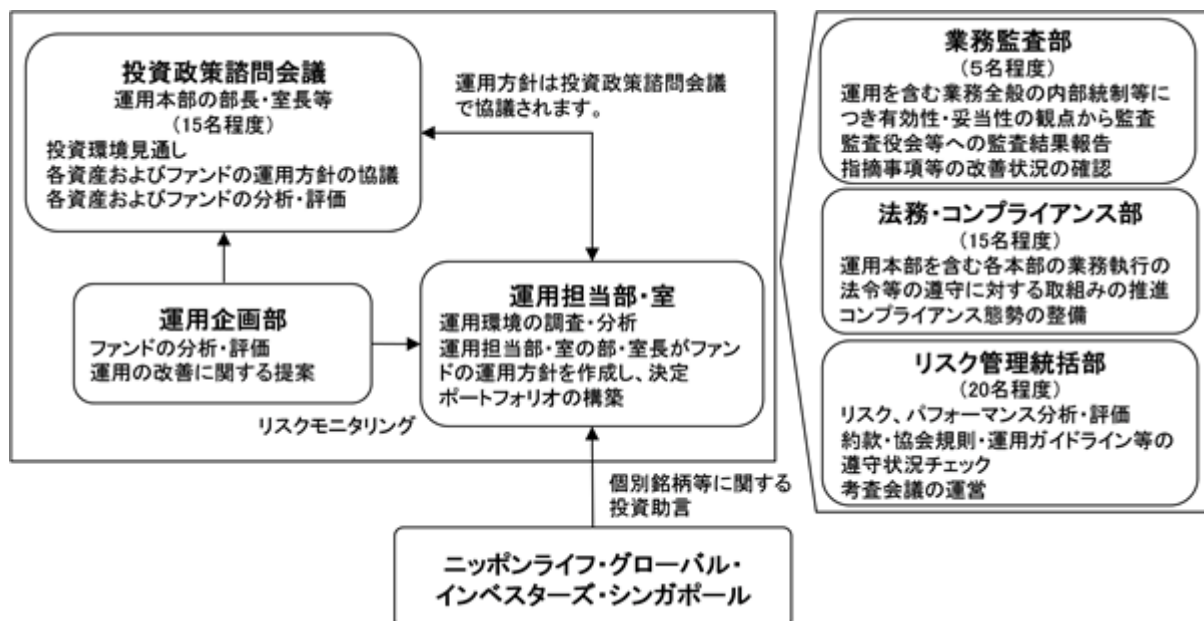 投資政策諮問会議
運用本部の部長・室長等
（15名程度）
投資環境見通し
各資産およびファンドの運用方針の協議
各資産およびファンドの分析・評価
運用方針は投資政策諮問会議
で協議されます。
運用企画部
ファンドの分析・評価
運用の改善に関する提案
運用担当部・室
運用環境の調査・分析
運用担当部・室の部・室長がファン
ドの運用方針を作成し、決定
ポートフォリオの構築
リスクモニタリング
個別銘柄等に関する
投資助言
ニッポンライフ・グローバル・
インベスターズ・シンガポール
業務監査部
（5名程度）
運用を含む業務全般の内部統制等に
つき有効性・妥当性の観点から監査
監査役会等への監査結果報告
指摘事項等の改善状況の確認
法務・コンプライアンス部
（15名程度）
運用本部を含む各本部の業務執行の
法令等の遵守に対する取組みの推進
コンプライアンス態勢の整備
リスク管理統括部
（20名程度）
リスク、パフォーマンス分析・評価
約款・協会規則・運用ガイドライン等の
遵守状況チェック
考査会議の運営